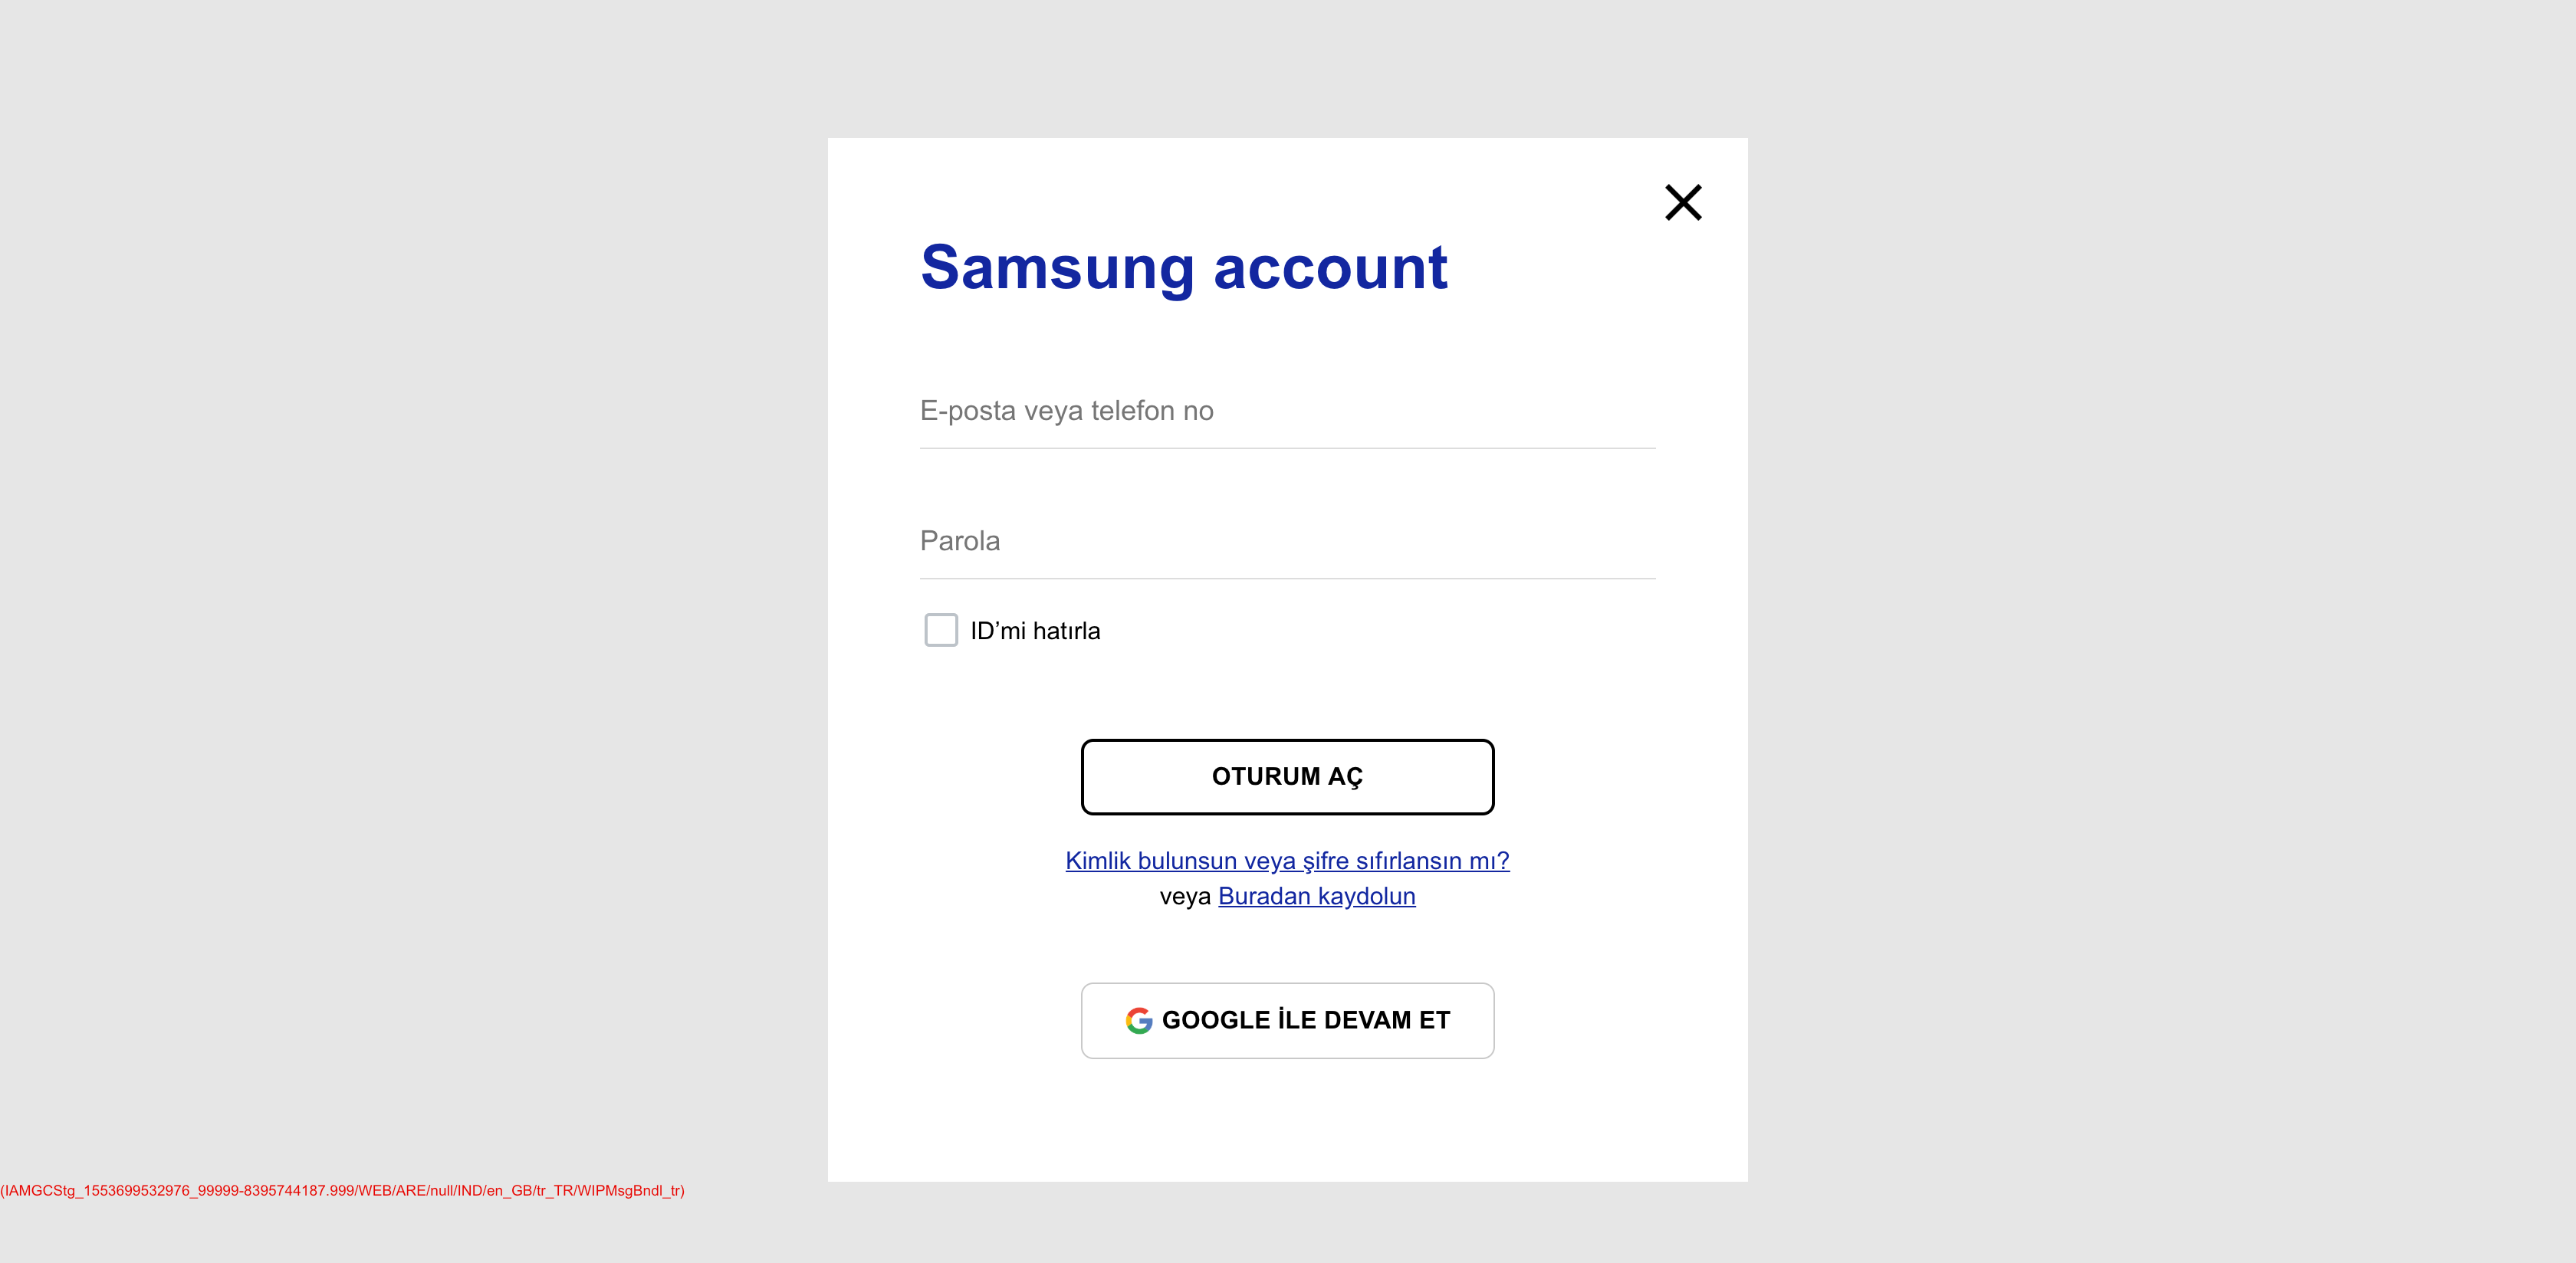 Samsung account
E-posta veya telefon no
Parola
ID’mi hatırla
OTURUM AÇ
Kimlik bulunsun veya şifre sıfırlansın mı?
veya Buradan kaydolun
GOOGLE İLE DEVAM ET
(IAMGCStg_1553699532976_99999-8395744187.999/WEB/ARE/null/IND/en_GB/tr_TR/WIPMsgBndl_tr)